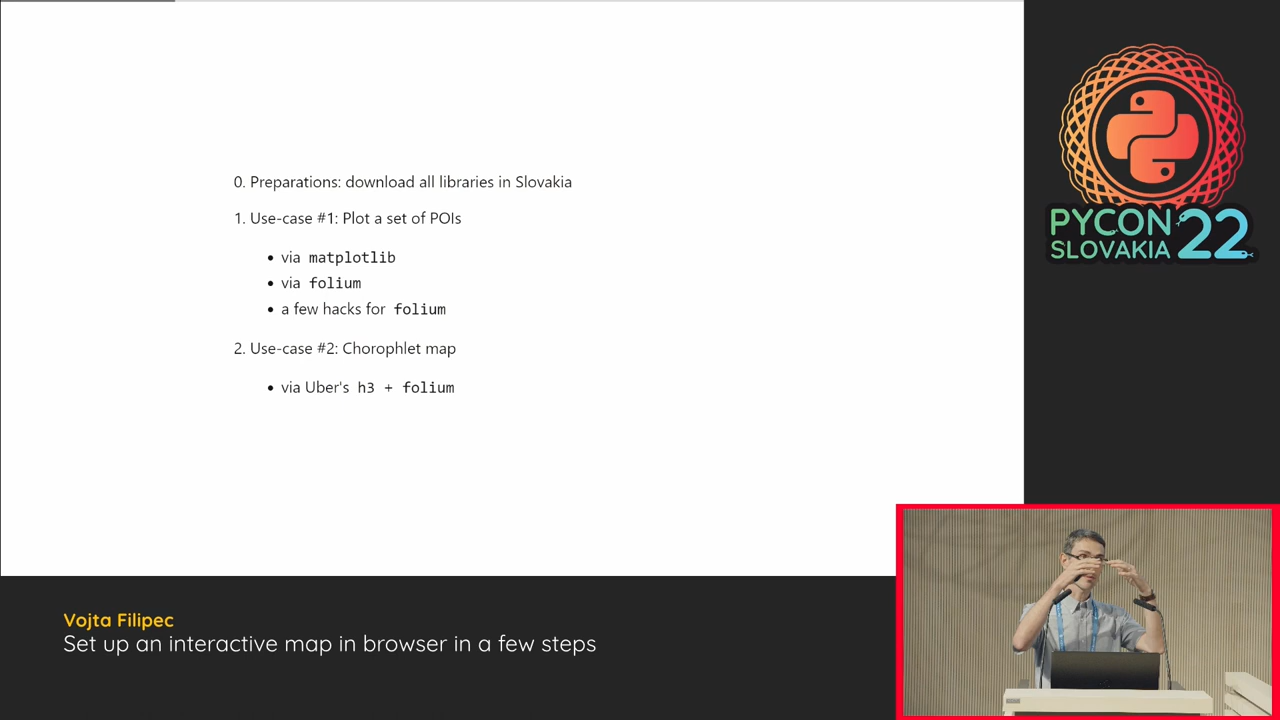 0. Preparations: download all libraries in Slovakia
1. Use-case #1: Plot a set of POIs
• via matplotlib
• via folium
• a few hacks for folium
2. Use-case #2: Chorophlet map
• via Uber's h3 + folium
PYCON 22
SLOVAKIA
Vojta Filipec
Set up an interactive map in browser in a few steps